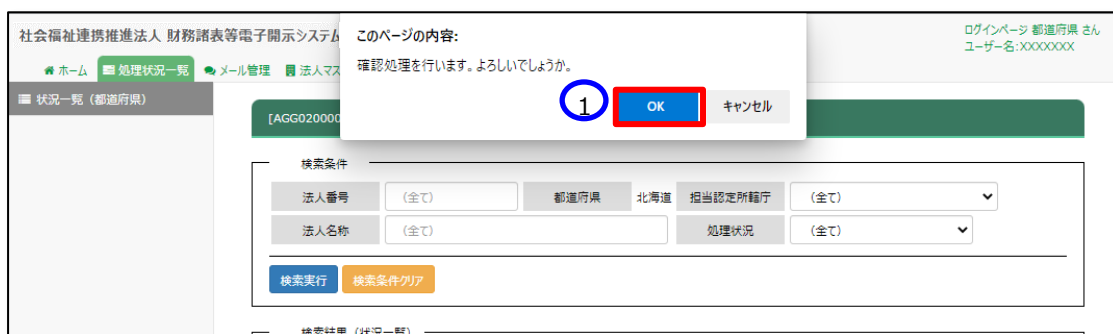 社会福祉連携推進法人 財務諸表等電子開示システム
ログインページ 都道府県 さん
ユーザー名:XXXXXXX
ホーム 処理状況一覧 メール管理 法人マス
このページの内容:
確認処理を行います。よろしいでしょうか。
1 OK キャンセル
状況一覧（都道府県）
[AGG020000
検索条件
法人番号 (全て) 都道府県 北海道 担当認定所轄庁 (全て)
法人名称 (全て) 処理状況 (全て)
検索実行 検索条件クリア
検索結果（状況一覧）